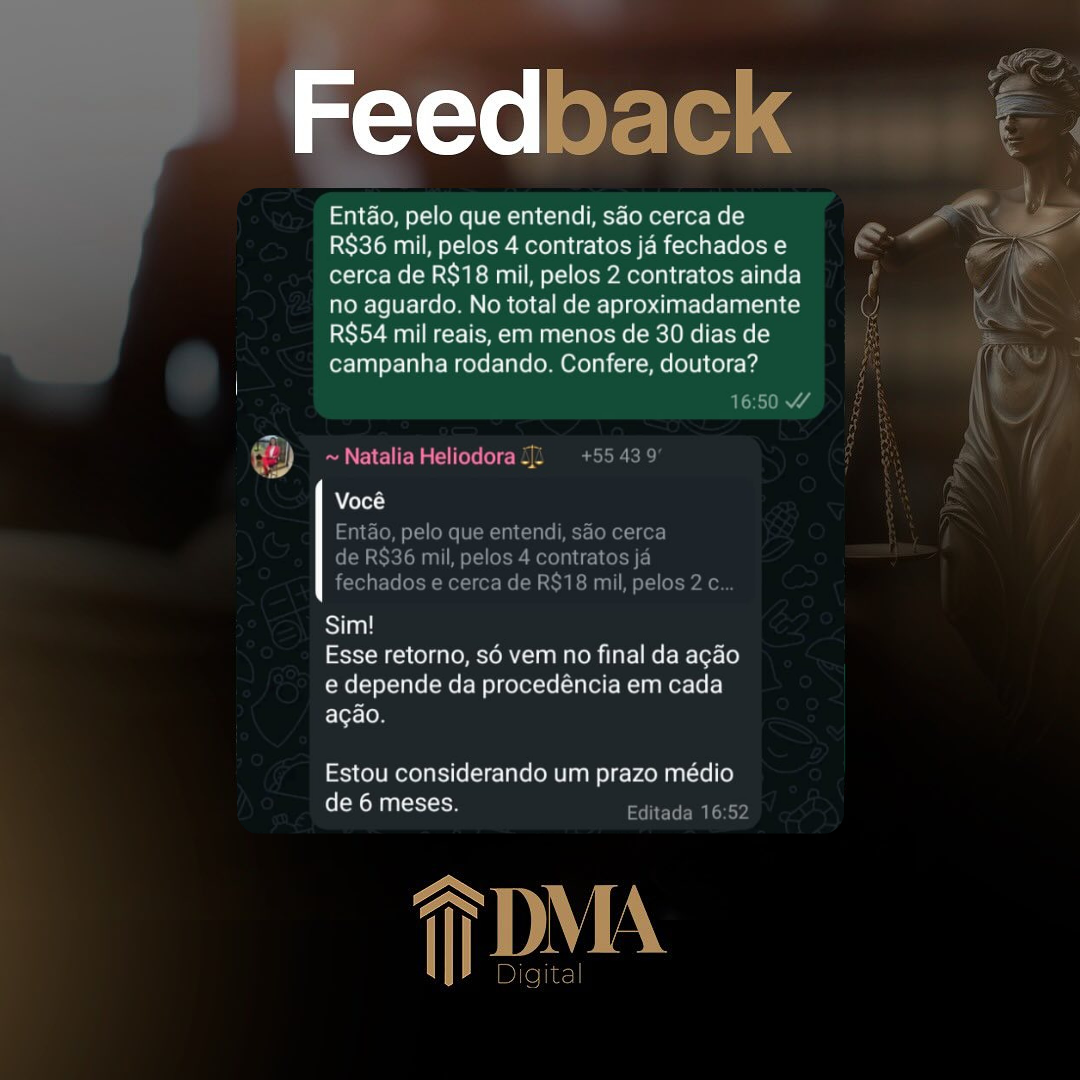 Feedback
Então, pelo que entendi, são cerca de
R$36 mil, pelos 4 contratos já fechados e
cerca de R$18 mil, pelos 2 contratos ainda
no aguardo. No total de aproximadamente
R$54 mil reais, em menos de 30 dias de
campanha rodando. Confere, doutora?
16:50
~ Natalia Heliodora +55 43 9
Você
Então, pelo que entendi, são cerca
de R$36 mil, pelos 4 contratos já
fechados e cerca de R$18 mil, pelos 2 c...
Sim!
Esse retorno, só vem no final da ação
e depende da procedência em cada
ação.
Estou considerando um prazo médio
de 6 meses.
Editada 16:52
DMA
Digital